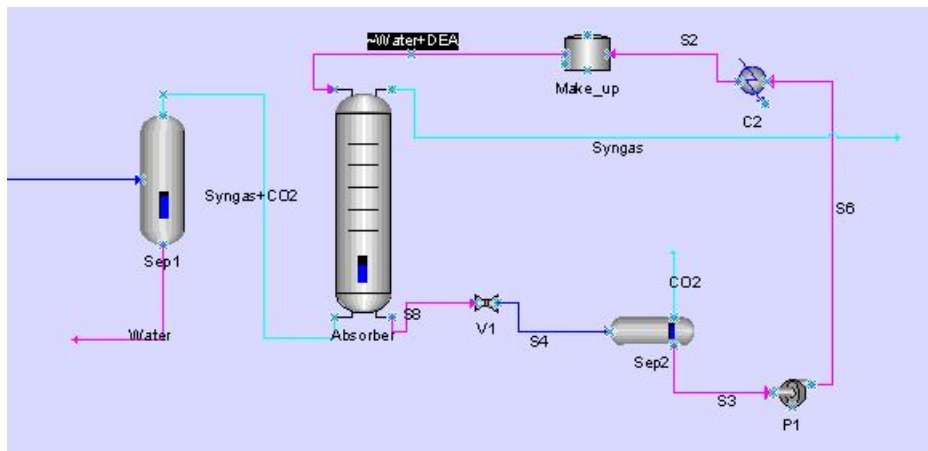 ~Water+DEA
S2
Make_up
C2
Syngas
Syngas+CO2
S6
Sep1
CO2
S8
Water
Absorber
V1
S4
Sep2
S3
P1